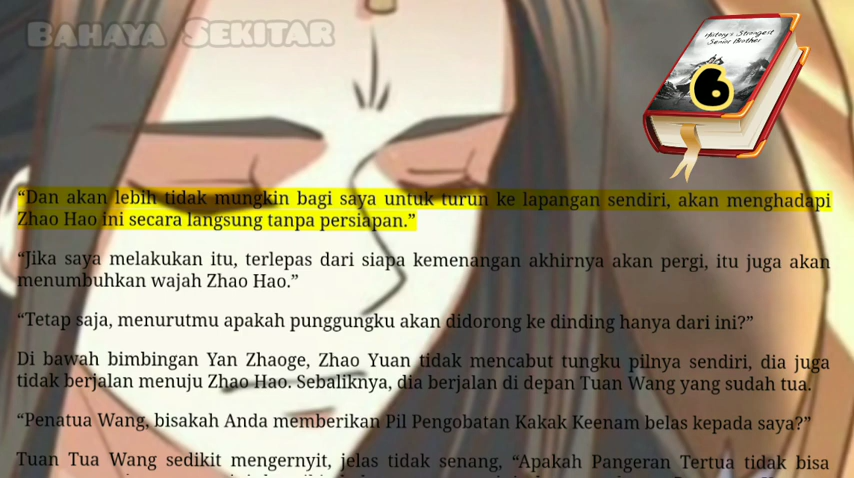 BAHAYA SEKITAR
History's Strongest
Senior Brother
6
“Dan akan lebih tidak mungkin bagi saya untuk turun ke lapangan sendiri, akan menghadapi
Zhao Hao ini secara langsung tanpa persiapan.”
“Jika saya melakukan itu, terlepas dari siapa kemenangan akhirnya akan pergi, itu juga akan
menumbuhkan wajah Zhao Hao.”
“Tetap saja, menurutmu apakah punggungku akan didorong ke dinding hanya dari ini?”
Di bawah bimbingan Yan Zhaoge, Zhao Yuan tidak mencabut tungku pilnya sendiri, dia juga
tidak berjalan menuju Zhao Hao. Sebaliknya, dia berjalan di depan Tuan Wang yang sudah tua.
“Penatua Wang, bisakah Anda memberikan Pil Pengobatan Kakak Keenam belas kepada saya?”
Tuan Tua Wang sedikit mengernyit, jelas tidak senang, “Apakah Pangeran Tertua tidak bisa